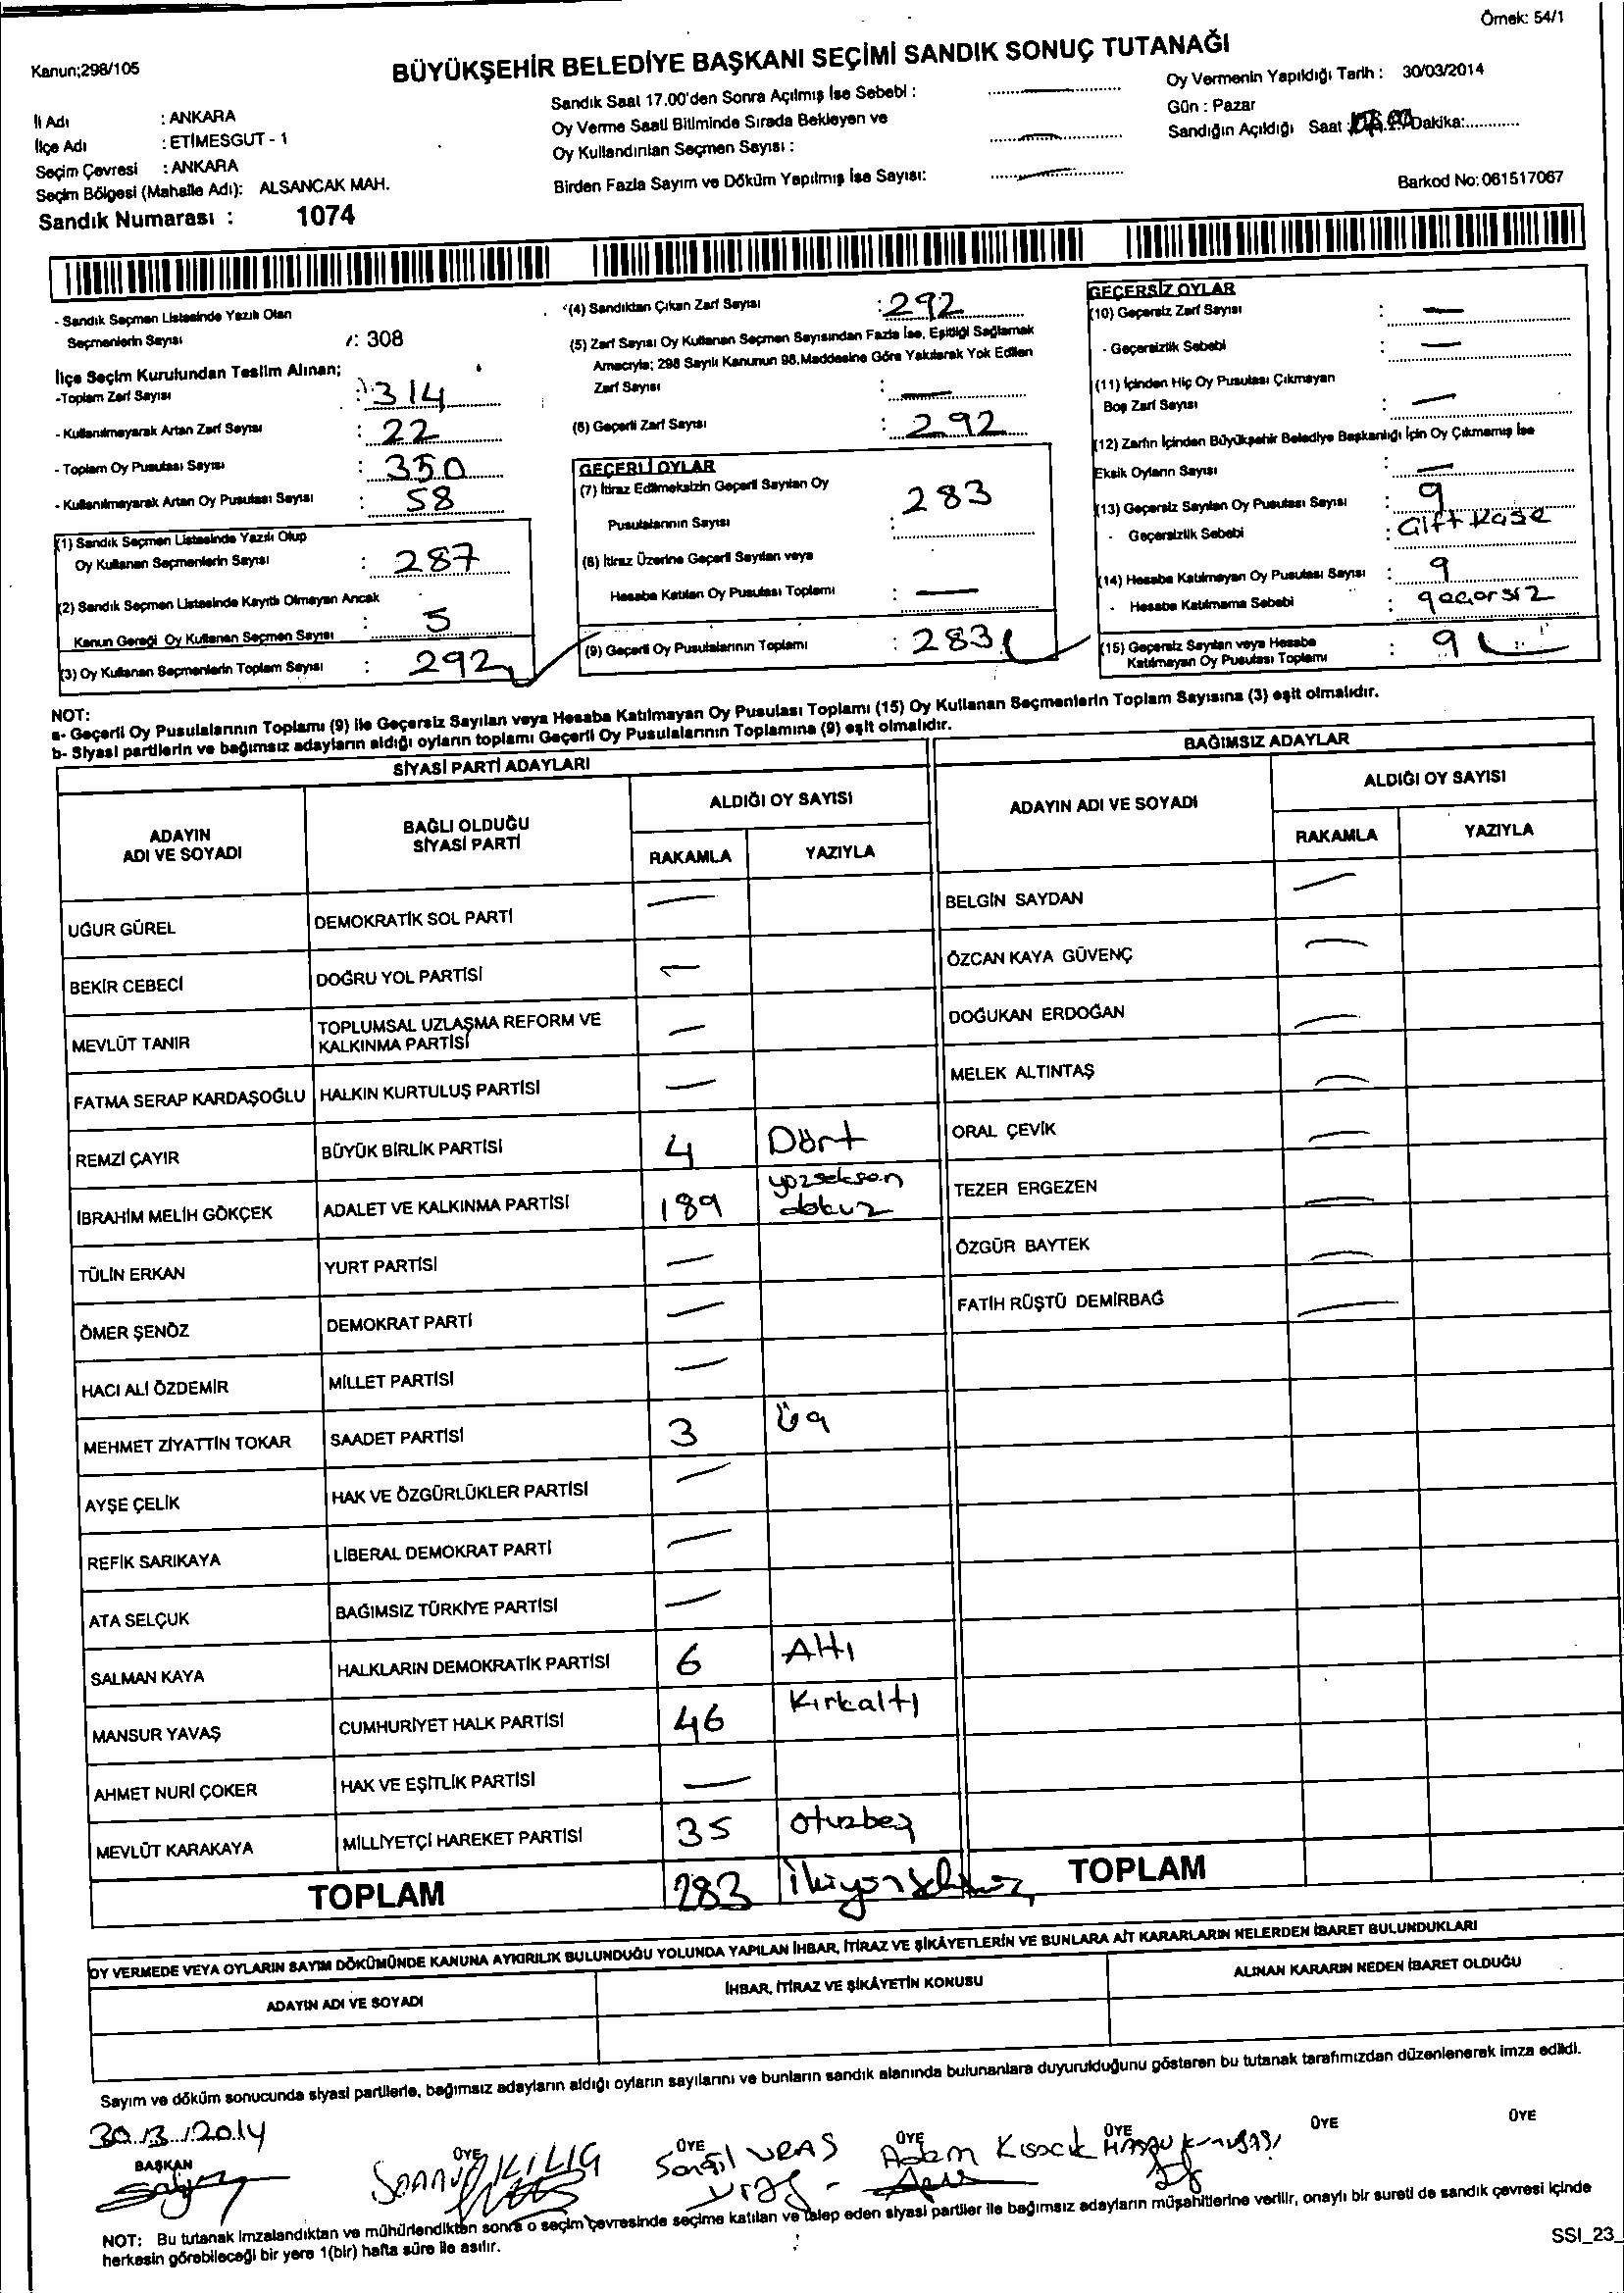 Örnek: 54/1
Kanun;298/105
BÜYÜKŞEHİR BELEDİYE BAŞKANI SEÇİMİ SANDIK SONUÇ TUTANAĞI
İl Adı : ANKARA
İlçe Adı : ETİMESGUT - 1
Seçim Çevresi : ANKARA
Seçim Bölgesi (Mahalle Adı): ALSANCAK MAH.
Sandık Numarası : 1074
Sandık Saat 17.00'den Sonra Açılmış İse Sebebi :
Oy Verme Saati Bitiminde Sırada Bekleyen ve
Oy Kullandırılan Seçmen Sayısı :
Birden Fazla Sayım ve Döküm Yapılmış İse Sayısı:
Oy Vermenin Yapıldığı Tarih : 30/03/2014
Gün : Pazar
Sandığın Açıldığı Saat : Dakika:
Barkod No: 061517067
- Sandık Seçmen Listesinde Yazılı Olan
Seçmenlerin Sayısı : 308
İlçe Seçim Kurulundan Teslim Alınan;
-Toplam Zarf Sayısı : 314
- Kullanılmayarak Artan Zarf Sayısı : 22
- Toplam Oy Pusulası Sayısı : 350
- Kullanılmayarak Artan Oy Pusulası Sayısı : 58
(1) Sandık Seçmen Listesinde Yazılı Olup
Oy Kullanan Seçmenlerin Sayısı : 287
(2) Sandık Seçmen Listesinde Kayıtlı Olmayan Ancak
Kanun Gereği Oy Kullanan Seçmen Sayısı : 5
(3) Oy Kullanan Seçmenlerin Toplam Sayısı : 292
(4) Sandıktan Çıkan Zarf Sayısı : 292
(5) Zarf Sayısı Oy Kullanan Seçmen Sayısından Fazla İse, Eşitliği Sağlamak
Amacıyla; 298 Sayılı Kanunun 98.Maddesine Göre Yakılarak Yok Edilen
Zarf Sayısı : —
(6) Geçerli Zarf Sayısı : 292
GEÇERLİ OYLAR
(7) İtiraz Edilmeksizin Geçerli Sayılan Oy
Pusulalarının Sayısı : 283
(8) İtiraz Üzerine Geçerli Sayılan veya
Hesaba Katılan Oy Pusulası Toplamı : —
(9) Geçerli Oy Pusulalarının Toplamı : 283
GEÇERSİZ OYLAR
(10) Geçersiz Zarf Sayısı : —
- Geçersizlik Sebebi : —
(11) İçinden Hiç Oy Pusulası Çıkmayan
Boş Zarf Sayısı : —
(12) Zarfın İçinden Büyükşehir Belediye Başkanlığı İçin Oy Çıkmamış İse
Eksik Oyların Sayısı : —
(13) Geçersiz Sayılan Oy Pusulası Sayısı : 9
- Geçersizlik Sebebi : Çift kaşe
(14) Hesaba Katılmayan Oy Pusulası Sayısı : 9
- Hesaba Katılmama Sebebi : geçersiz
(15) Geçersiz Sayılan veya Hesaba
Katılmayan Oy Pusulası Toplamı : 9
NOT:
a- Geçerli Oy Pusulalarının Toplamı (9) ile Geçersiz Sayılan veya Hesaba Katılmayan Oy Pusulası Toplamı (15) Oy Kullanan Seçmenlerin Toplam Sayısına (3) eşit olmalıdır.
b- Siyasi partilerin ve bağımsız adayların aldığı oyların toplamı Geçerli Oy Pusulalarının Toplamına (9) eşit olmalıdır.
SİYASİ PARTİ ADAYLARI
ADAYIN ADI VE SOYADI
BAĞLI OLDUĞU SİYASİ PARTİ
ALDIĞI OY SAYISI
RAKAMLA YAZIYLA
UĞUR GÜREL DEMOKRATİK SOL PARTİ —
BEKİR CEBECİ DOĞRU YOL PARTİSİ —
MEVLÜT TANIR TOPLUMSAL UZLAŞMA REFORM VE KALKINMA PARTİSİ —
FATMA SERAP KARDAŞOĞLU HALKIN KURTULUŞ PARTİSİ —
REMZİ ÇAYIR BÜYÜK BİRLİK PARTİSİ 4 Dört
İBRAHİM MELİH GÖKÇEK ADALET VE KALKINMA PARTİSİ 189 yüzseksen dokuz
TÜLİN ERKAN YURT PARTİSİ —
ÖMER ŞENÖZ DEMOKRAT PARTİ —
HACI ALİ ÖZDEMİR MİLLET PARTİSİ —
MEHMET ZİYATTİN TOKAR SAADET PARTİSİ 3 üç
AYŞE ÇELİK HAK VE ÖZGÜRLÜKLER PARTİSİ —
REFİK SARIKAYA LİBERAL DEMOKRAT PARTİ —
ATA SELÇUK BAĞIMSIZ TÜRKİYE PARTİSİ —
SALMAN KAYA HALKLARIN DEMOKRATİK PARTİSİ 6 Altı
MANSUR YAVAŞ CUMHURİYET HALK PARTİSİ 46 Kırkaltı
AHMET NURİ ÇOKER HAK VE EŞİTLİK PARTİSİ —
MEVLÜT KARAKAYA MİLLİYETÇİ HAREKET PARTİSİ 35 otuzbeş
TOPLAM 283
BAĞIMSIZ ADAYLAR
ADAYIN ADI VE SOYADI
ALDIĞI OY SAYISI
RAKAMLA YAZIYLA
BELGİN SAYDAN —
ÖZCAN KAYA GÜVENÇ —
DOĞUKAN ERDOĞAN —
MELEK ALTINTAŞ —
ORAL ÇEVİK —
TEZER ERGEZEN —
ÖZGÜR BAYTEK —
FATİH RÜŞTÜ DEMİRBAĞ —
TOPLAM
OY VERMEDE VEYA OYLARIN SAYIM DÖKÜMÜNDE KANUNA AYKIRILIK BULUNDUĞU YOLUNDA YAPILAN İHBAR, İTİRAZ VE ŞİKÂYETLERİN VE BUNLARA AİT KARARLARIN NELERDEN İBARET BULUNDUKLARI
ADAYIN ADI VE SOYADI
İHBAR, İTİRAZ VE ŞİKÂYETİN KONUSU
ALINAN KARARIN NEDEN İBARET OLDUĞU
Sayım ve döküm sonucunda siyasi partilerle, bağımsız adayların aldığı oyların sayılarını ve bunların sandık alanında bulunanlara duyurulduğunu gösteren bu tutanak tarafımızdan düzenlenerek imza edildi.
30/3/2014
BAŞKAN ÜYE ÜYE ÜYE ÜYE ÜYE ÜYE
KILIG VRAS Adem Kısacık
NOT: Bu tutanak imzalandıktan ve mühürlendikten sonra o seçim çevresinde seçime katılan ve talep eden siyasi partiler ile bağımsız adayların müşahitlerine verilir, onaylı bir sureti de sandık çevresi içinde
herkesin görebileceği bir yere 1(bir) hafta süre ile asılır.
SSI_23_